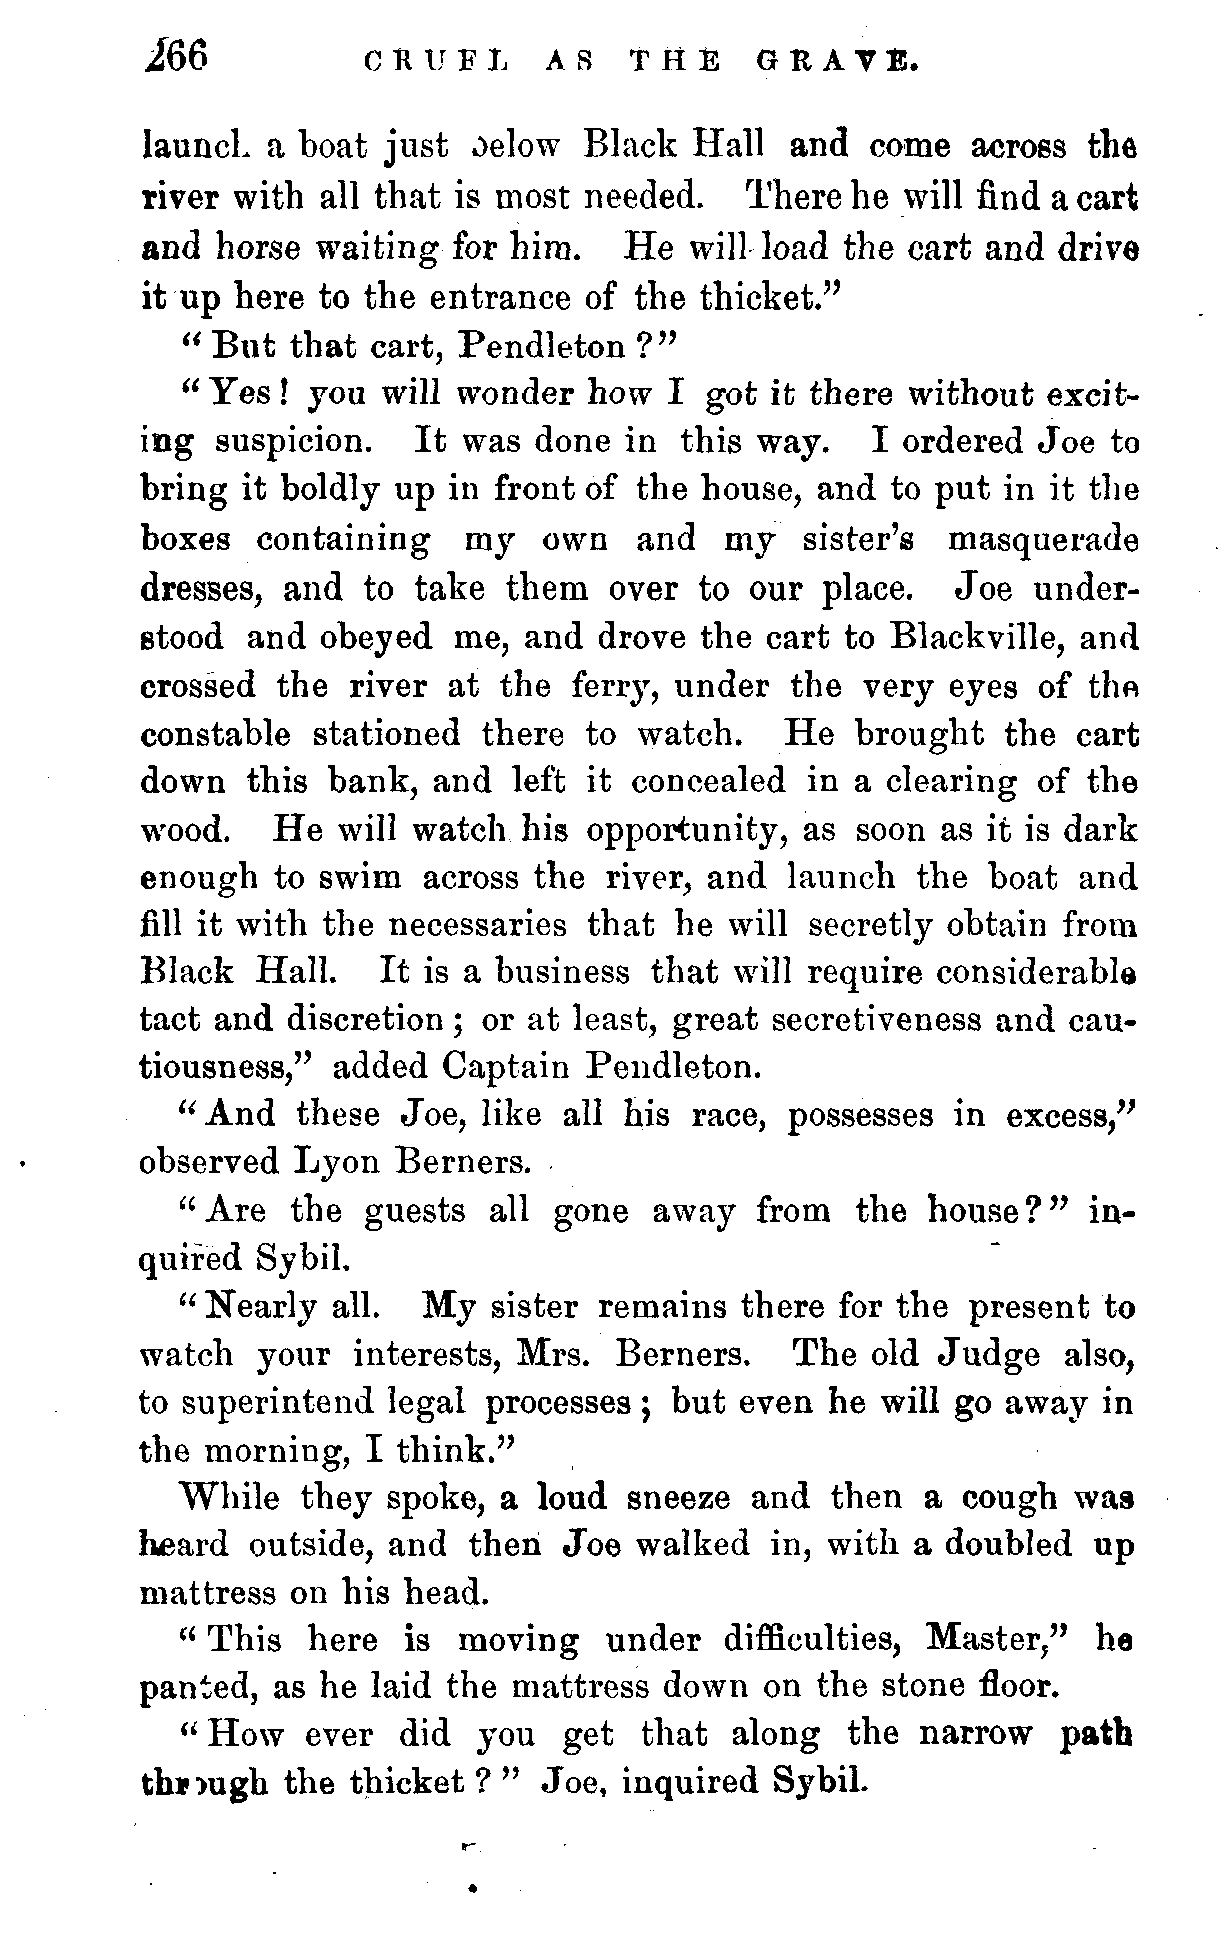 266 CRUEL AS THE GRAVE.
launch a boat just below Black Hall and come across the
river with all that is most needed. There he will find a cart
and horse waiting for him. He will load the cart and drive
it up here to the entrance of the thicket.”
“But that cart, Pendleton?”
“Yes! you will wonder how I got it there without excit-
ing suspicion. It was done in this way. I ordered Joe to
bring it boldly up in front of the house, and to put in it the
boxes containing my own and my sister’s masquerade
dresses, and to take them over to our place. Joe under-
stood and obeyed me, and drove the cart to Blackville, and
crossed the river at the ferry, under the very eyes of the
constable stationed there to watch. He brought the cart
down this bank, and left it concealed in a clearing of the
wood. He will watch his opportunity, as soon as it is dark
enough to swim across the river, and launch the boat and
fill it with the necessaries that he will secretly obtain from
Black Hall. It is a business that will require considerable
tact and discretion; or at least, great secretiveness and cau-
tiousness,” added Captain Pendleton.
“And these Joe, like all his race, possesses in excess,”
observed Lyon Berners.
“Are the guests all gone away from the house?” in-
quired Sybil.
“Nearly all. My sister remains there for the present to
watch your interests, Mrs. Berners. The old Judge also,
to superintend legal processes; but even he will go away in
the morning, I think.”
While they spoke, a loud sneeze and then a cough was
heard outside, and then Joe walked in, with a doubled up
mattress on his head.
“This here is moving under difficulties, Master,” he
panted, as he laid the mattress down on the stone floor.
“How ever did you get that along the narrow path
through the thicket?” Joe, inquired Sybil.